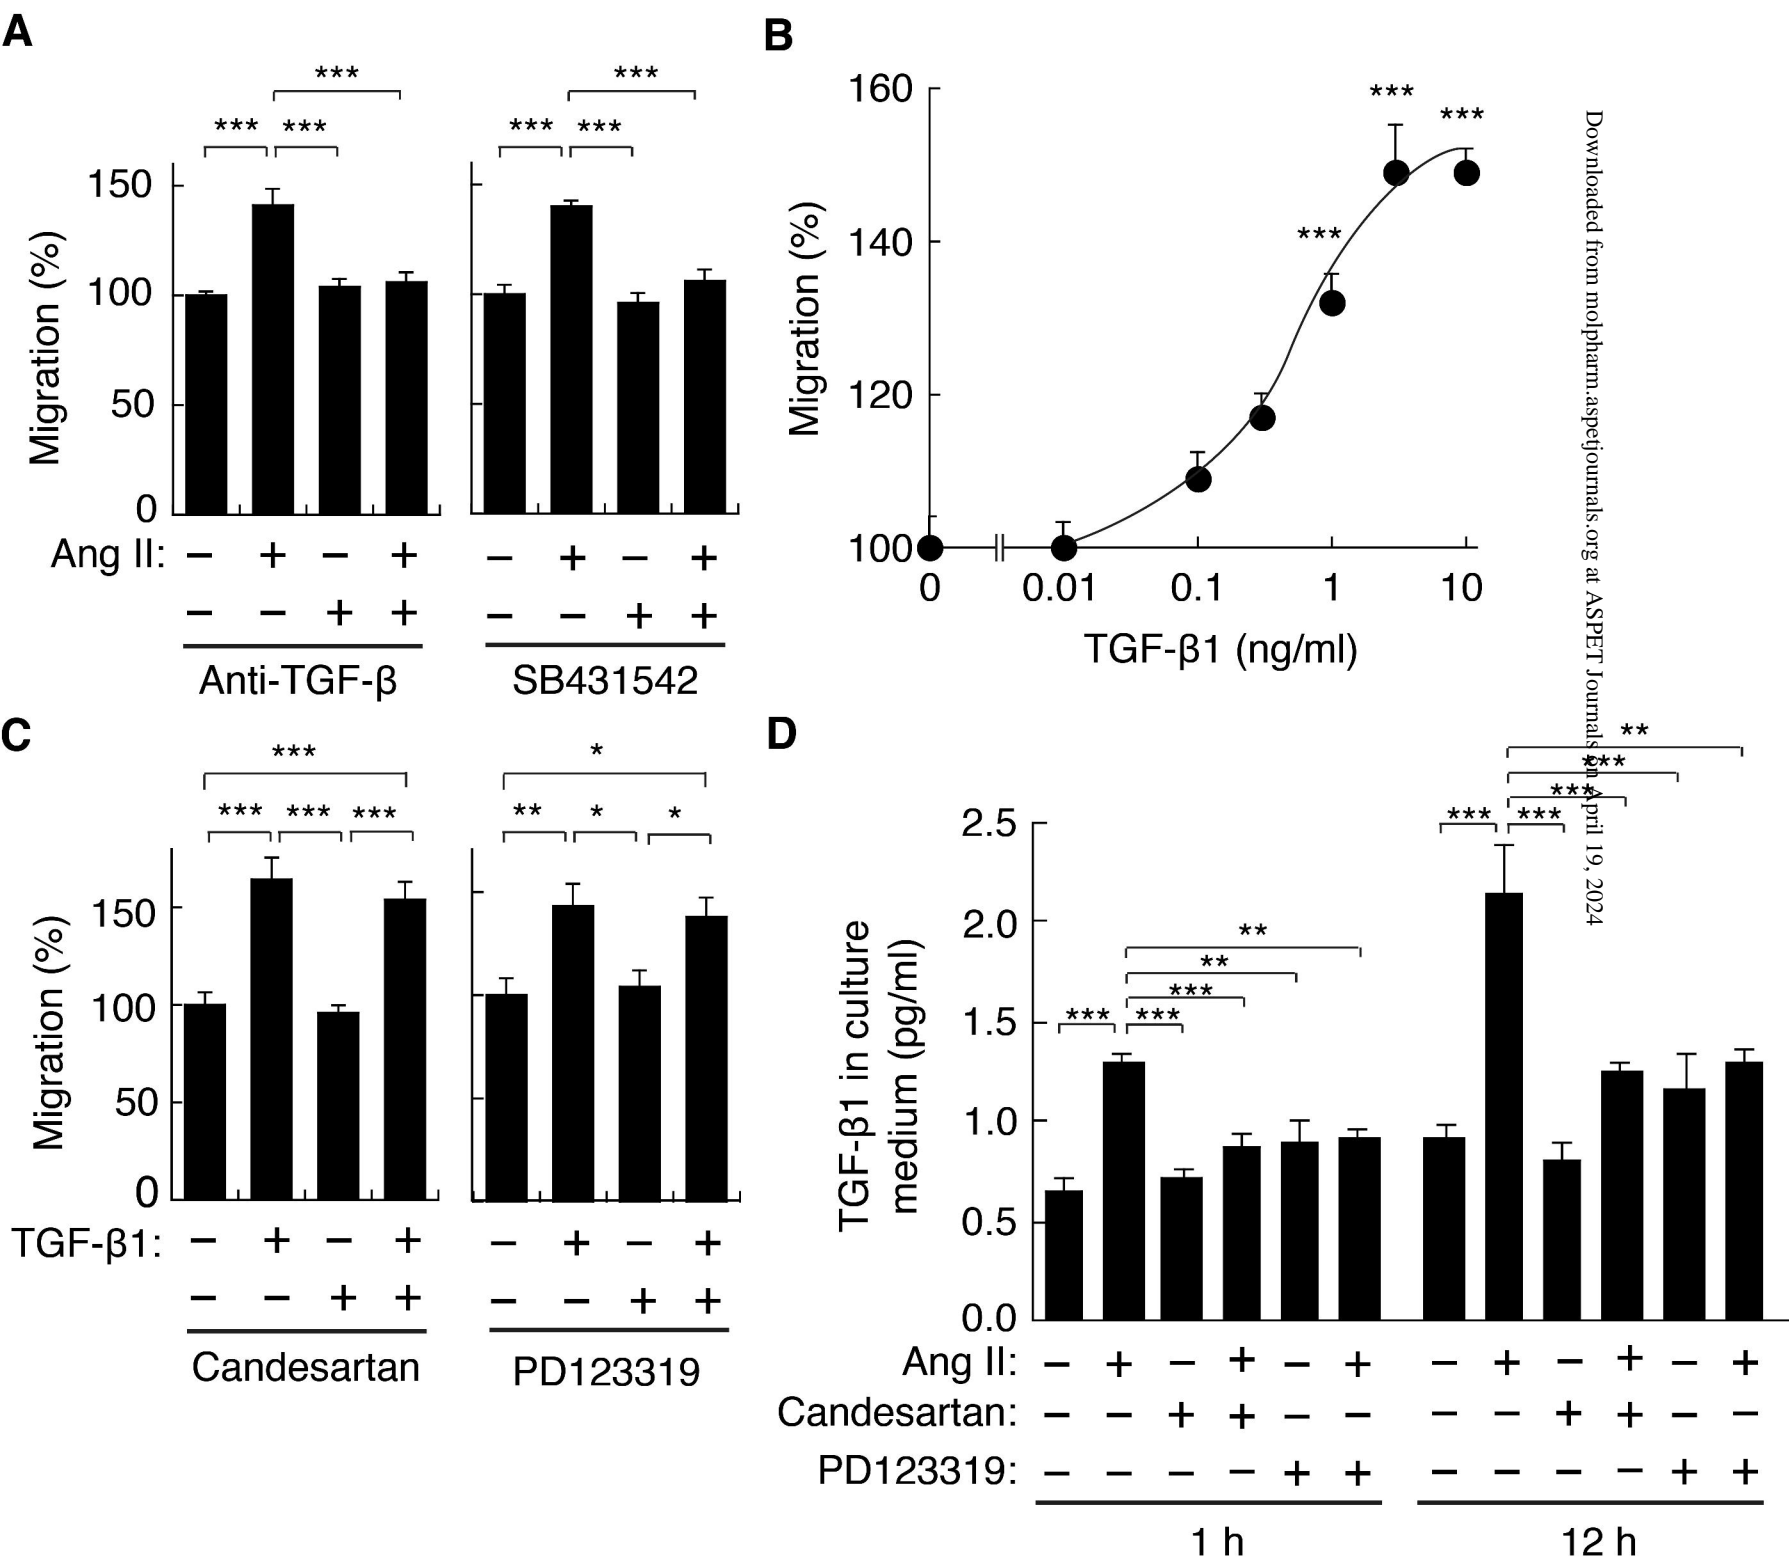 A
***
***
***
***
***
***
150
100
50
0
Migration (%)
Ang II: − + − +
− + − +
− − + +
− − + +
Anti-TGF-β
SB431542
B
160
140
120
100
Migration (%)
***
***
***
0
0.01
0.1
1
10
TGF-β1 (ng/ml)
Downloaded from molpharm.aspetjournals.org at ASPET Journals on April 19, 2024
C
***
***
***
***
*
**
*
*
150
100
50
0
Migration (%)
TGF-β1: − + − +
− + − +
− − + +
− − + +
Candesartan
PD123319
D
**
***
***
***
***
**
**
***
***
***
2.5
2.0
1.5
1.0
0.5
0.0
TGF-β1 in culture
medium (pg/ml)
Ang II: − + − + − + − + − + − +
Candesartan: − − + + − − − − + + − −
PD123319: − − − − + + − − − − + +
1 h
12 h